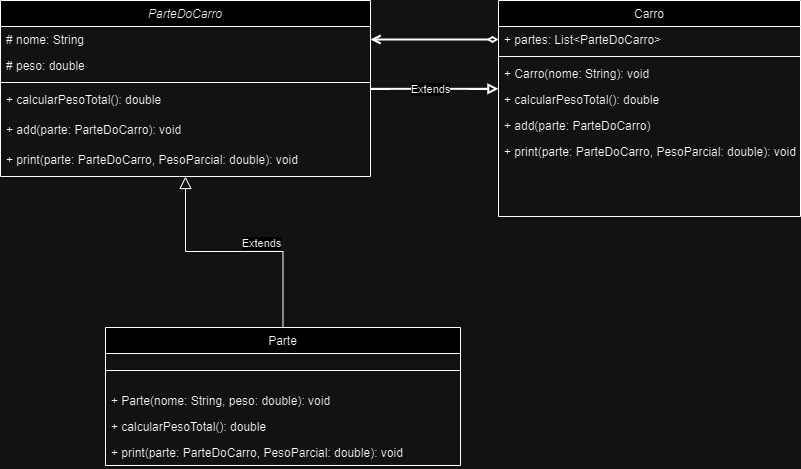 ParteDoCarro
# nome: String
# peso: double
+ calcularPesoTotal(): double
+ add(parte: ParteDoCarro): void
+ print(parte: ParteDoCarro, PesoParcial: double): void
Extends
Carro
+ partes: List<ParteDoCarro>
+ Carro(nome: String): void
+ calcularPesoTotal(): double
+ add(parte: ParteDoCarro)
+ print(parte: ParteDoCarro, PesoParcial: double): void
Extends
Parte
+ Parte(nome: String, peso: double): void
+ calcularPesoTotal(): double
+ print(parte: ParteDoCarro, PesoParcial: double): void